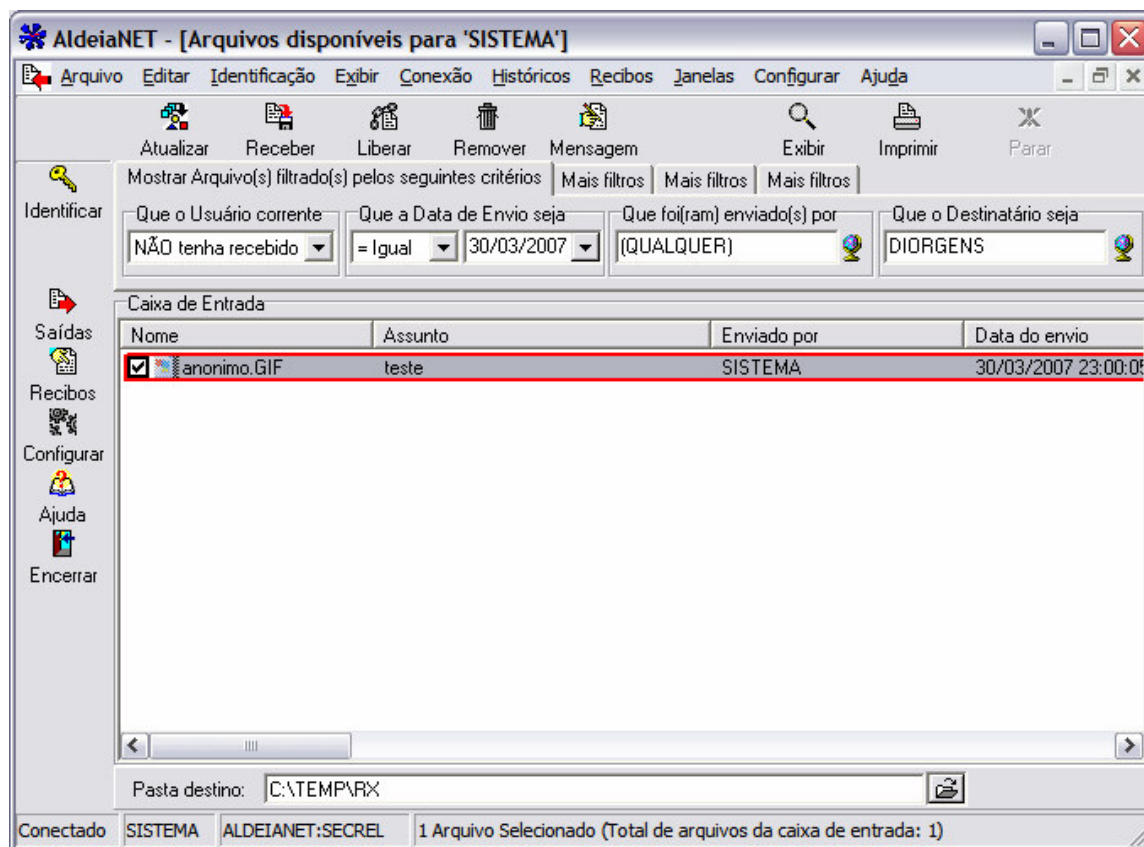 AldeiaNET - [Arquivos disponíveis para 'SISTEMA']
Arquivo Editar Identificação Exibir Conexão Históricos Recibos Janelas Configurar Ajuda
Atualizar Receber Liberar Remover Mensagem Exibir Imprimir Parar
Identificar
Mostrar Arquivo(s) filtrado(s) pelos seguintes critérios Mais filtros Mais filtros Mais filtros
Que o Usuário corrente Que a Data de Envio seja Que foi(ram) enviado(s) por Que o Destinatário seja
NÃO tenha recebido = Igual 30/03/2007 (QUALQUER) DIORGENS
Caixa de Entrada
Saídas
Recibos
Configurar
Ajuda
Encerrar
Nome Assunto Enviado por Data do envio
anonimo.GIF teste SISTEMA 30/03/2007 23:00:05
Pasta destino: C:\TEMP\RX
Conectado SISTEMA ALDEIANET:SECREL 1 Arquivo Selecionado (Total de arquivos da caixa de entrada: 1)